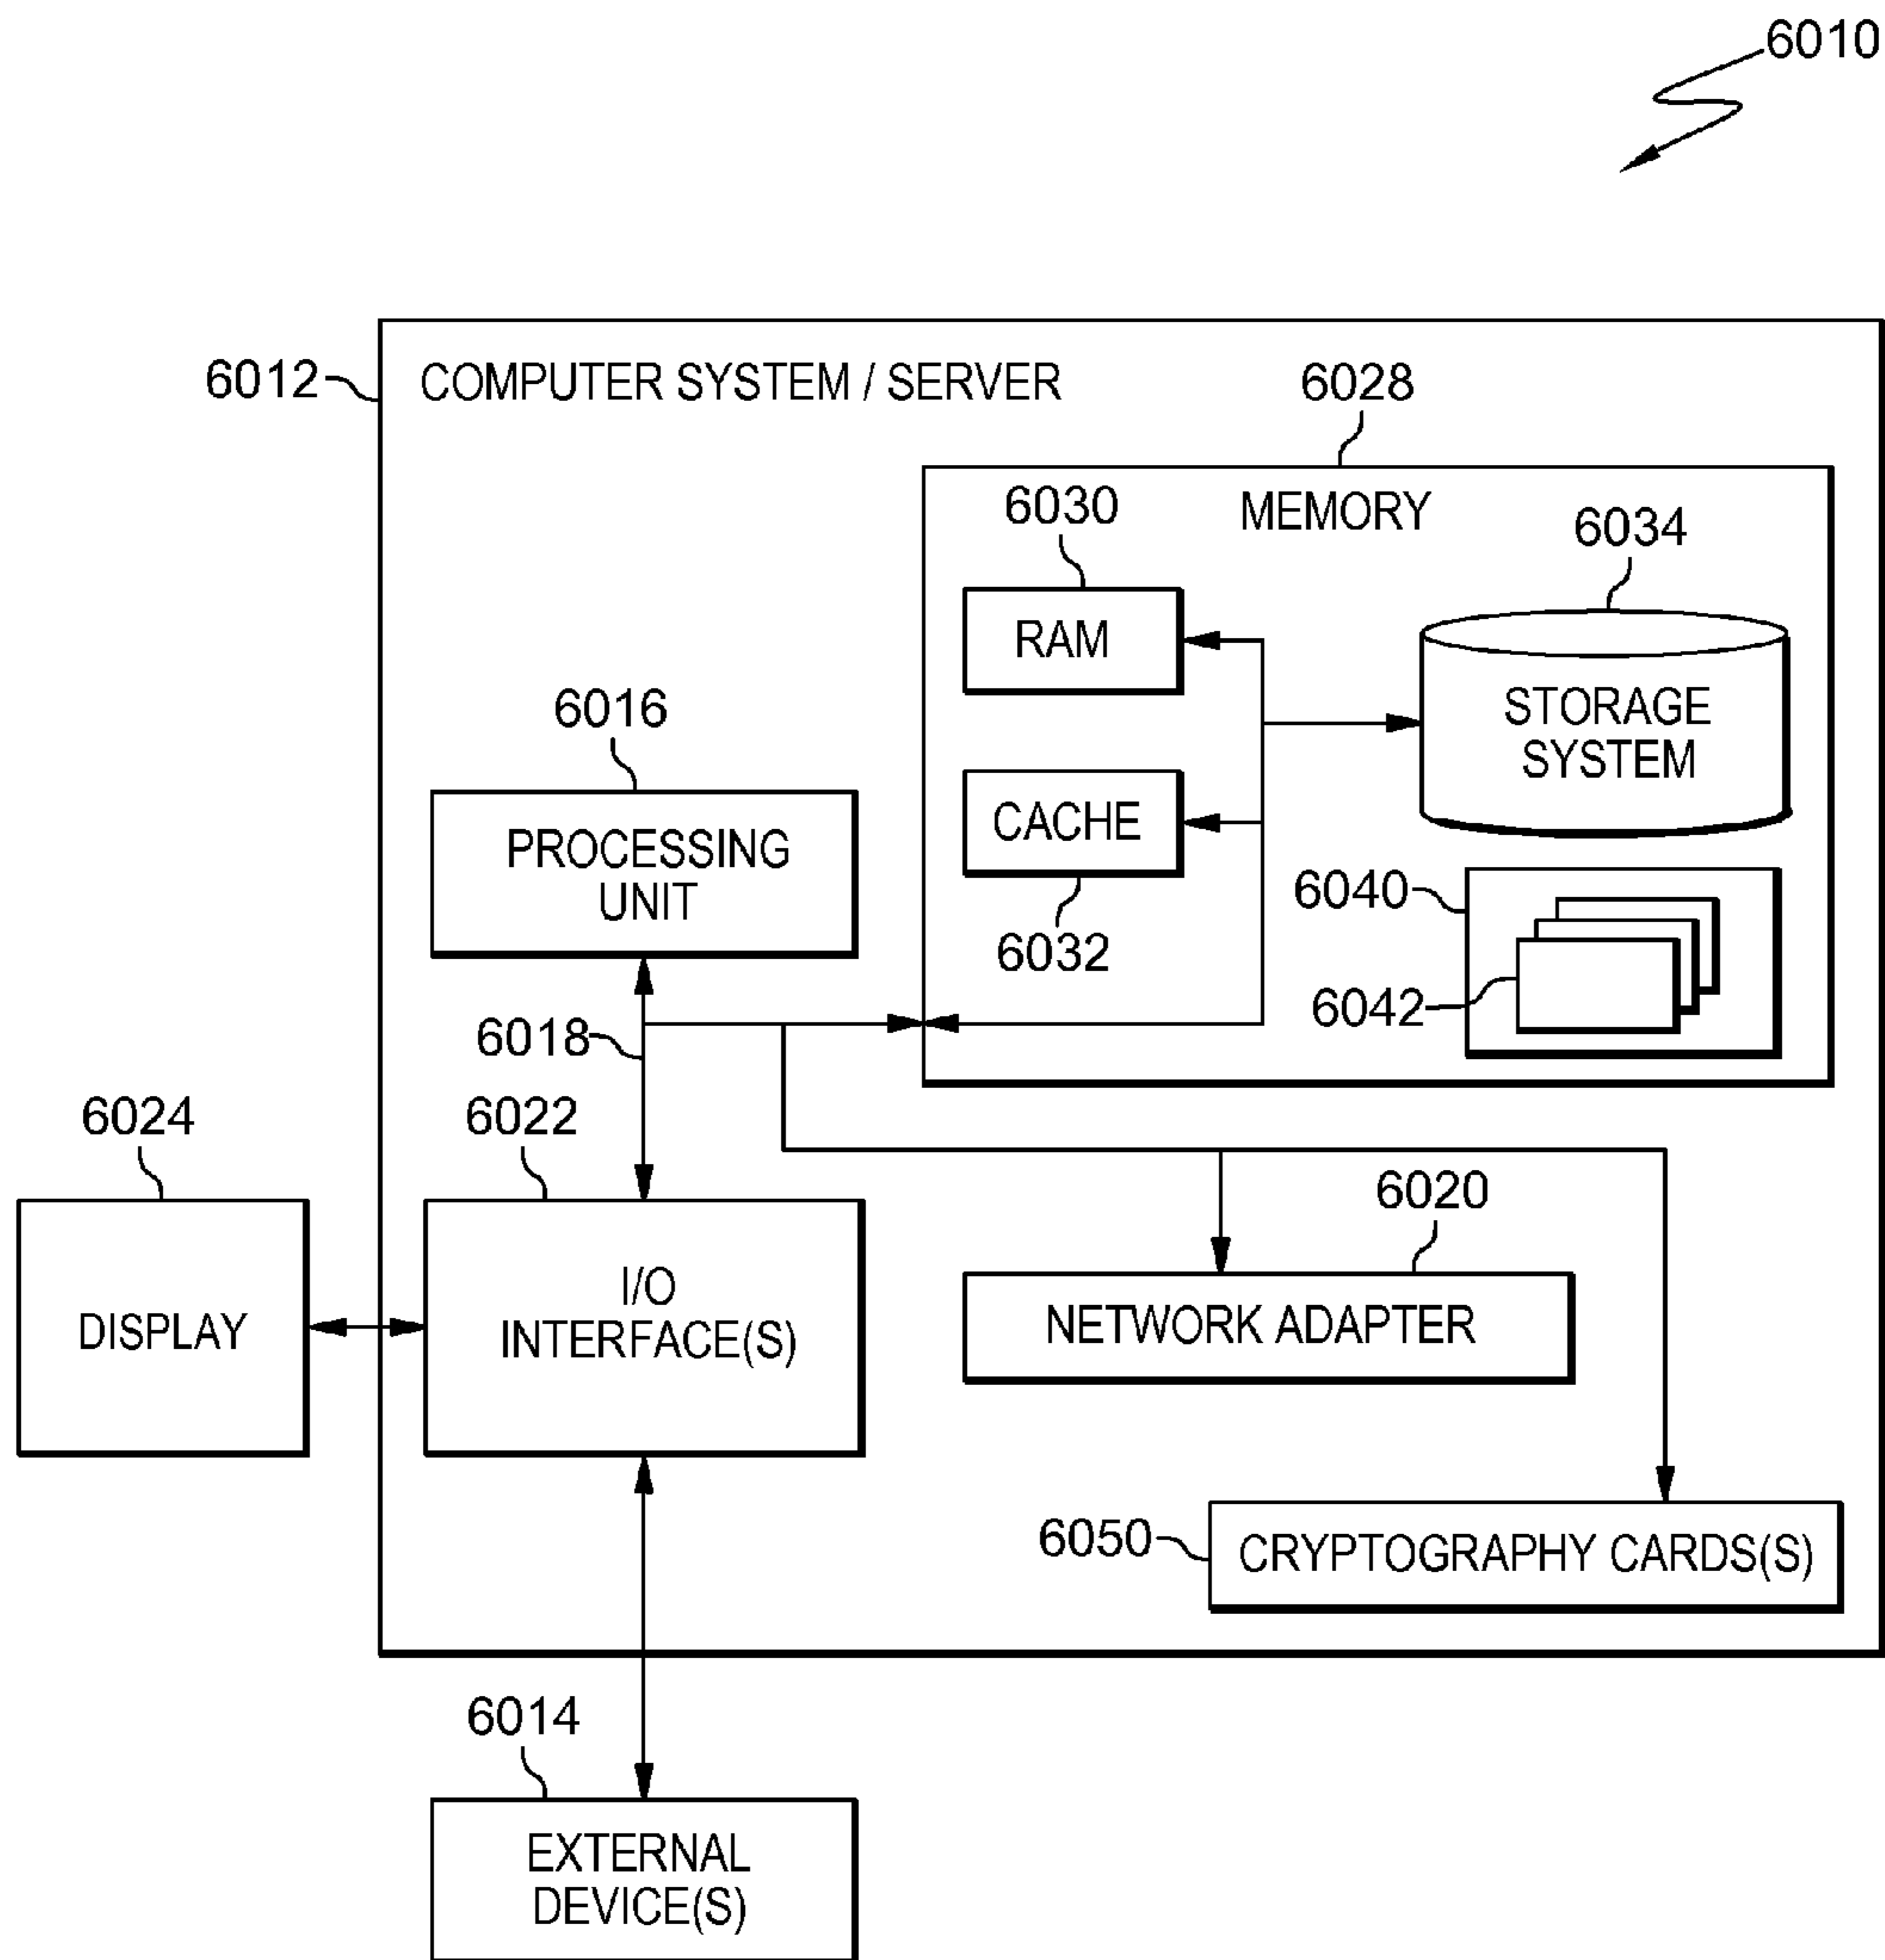 6010
6012
COMPUTER SYSTEM / SERVER
6028
MEMORY
6030
RAM
6034
STORAGE
SYSTEM
6016
PROCESSING
UNIT
CACHE
6032
6040
6042
6018
6024
6022
DISPLAY
I/O
INTERFACE(S)
6020
NETWORK ADAPTER
6050
CRYPTOGRAPHY CARDS(S)
6014
EXTERNAL
DEVICE(S)